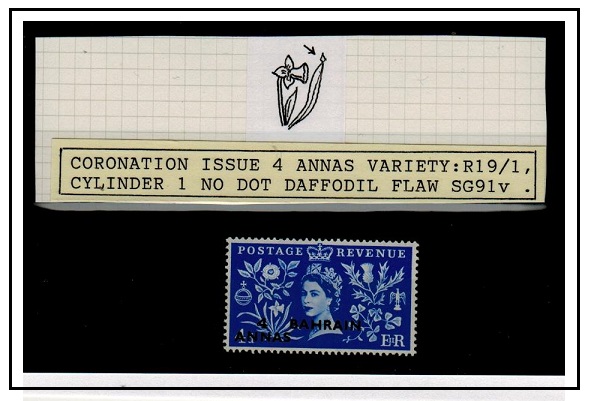 CORONATION ISSUE 4 ANNAS VARIETY:R19/1,
CYLINDER 1 NO DOT DAFFODIL FLAW SG91v .
POSTAGE REVENUE
4 BAHRAIN
ANNAS
E R